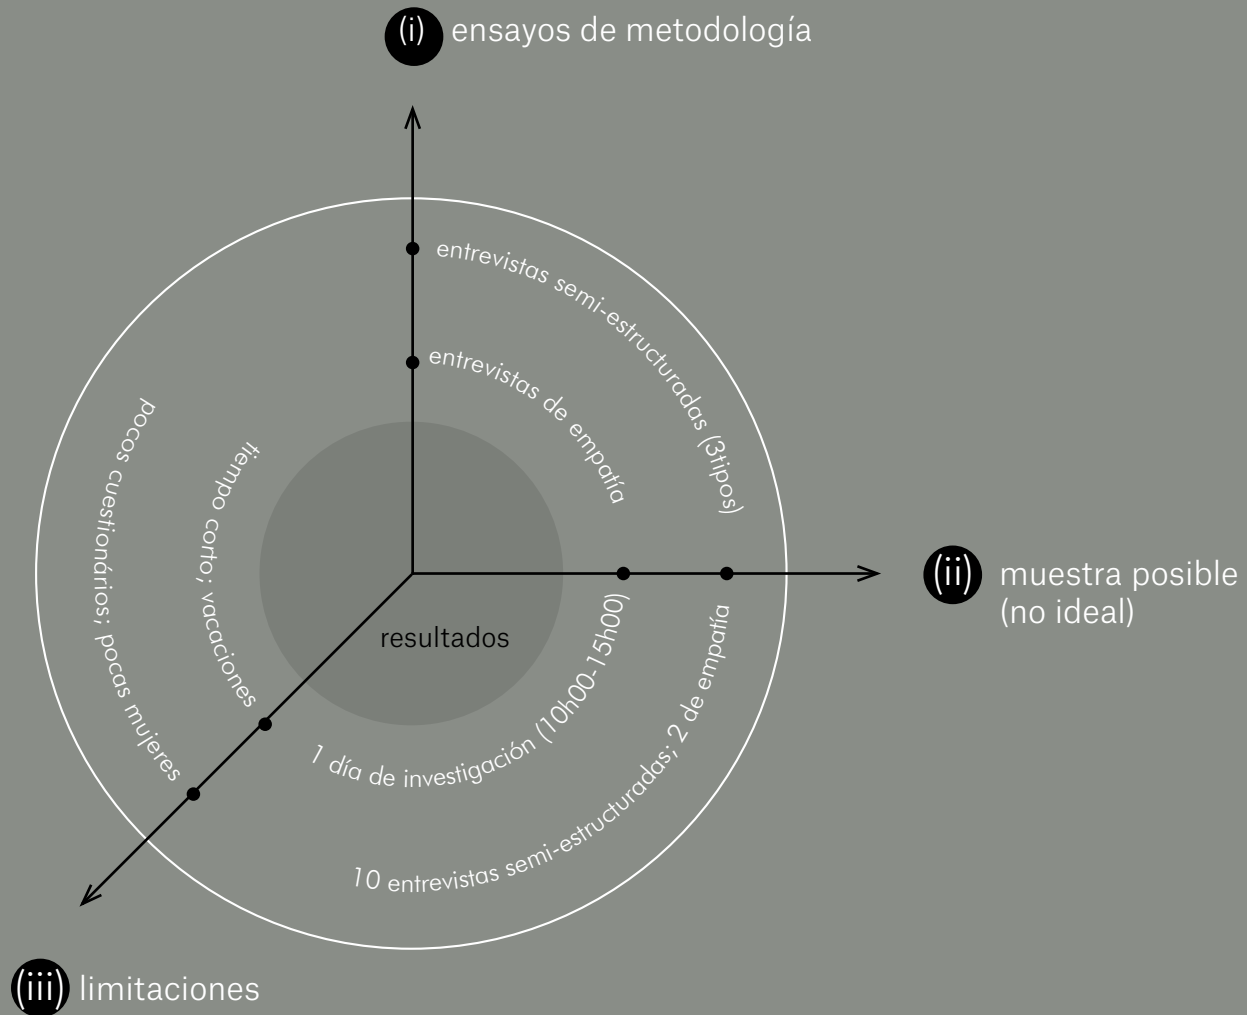 (i) ensayos de metodología
entrevistas semi-estructuradas (3tipos)
entrevistas de empatía
pocos cuestionários; pocas mujeres
tiempo corto; vacaciones
(ii) muestra posible
(no ideal)
resultados
1 día de investigación (10h00-15h00)
10 entrevistas semi-estructuradas; 2 de empatía
(iii) limitaciones